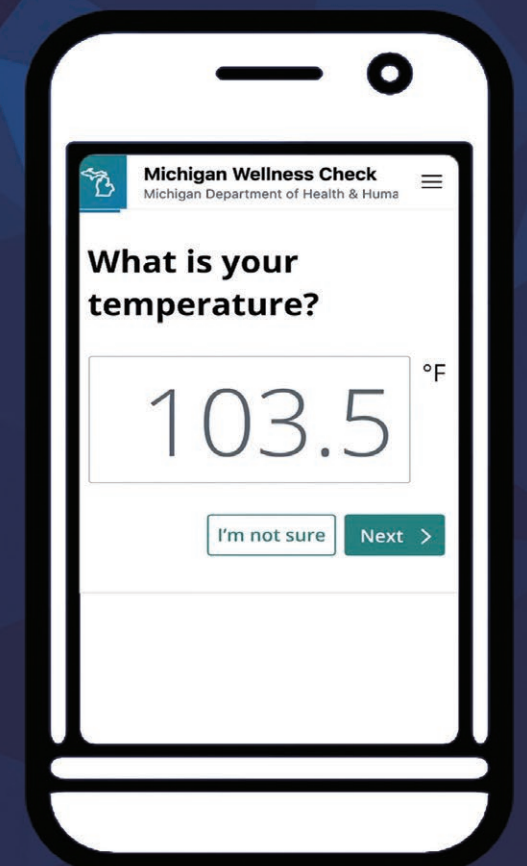 Michigan Wellness Check
Michigan Department of Health & Huma
What is your
temperature?
103.5
°F
I'm not sure
Next